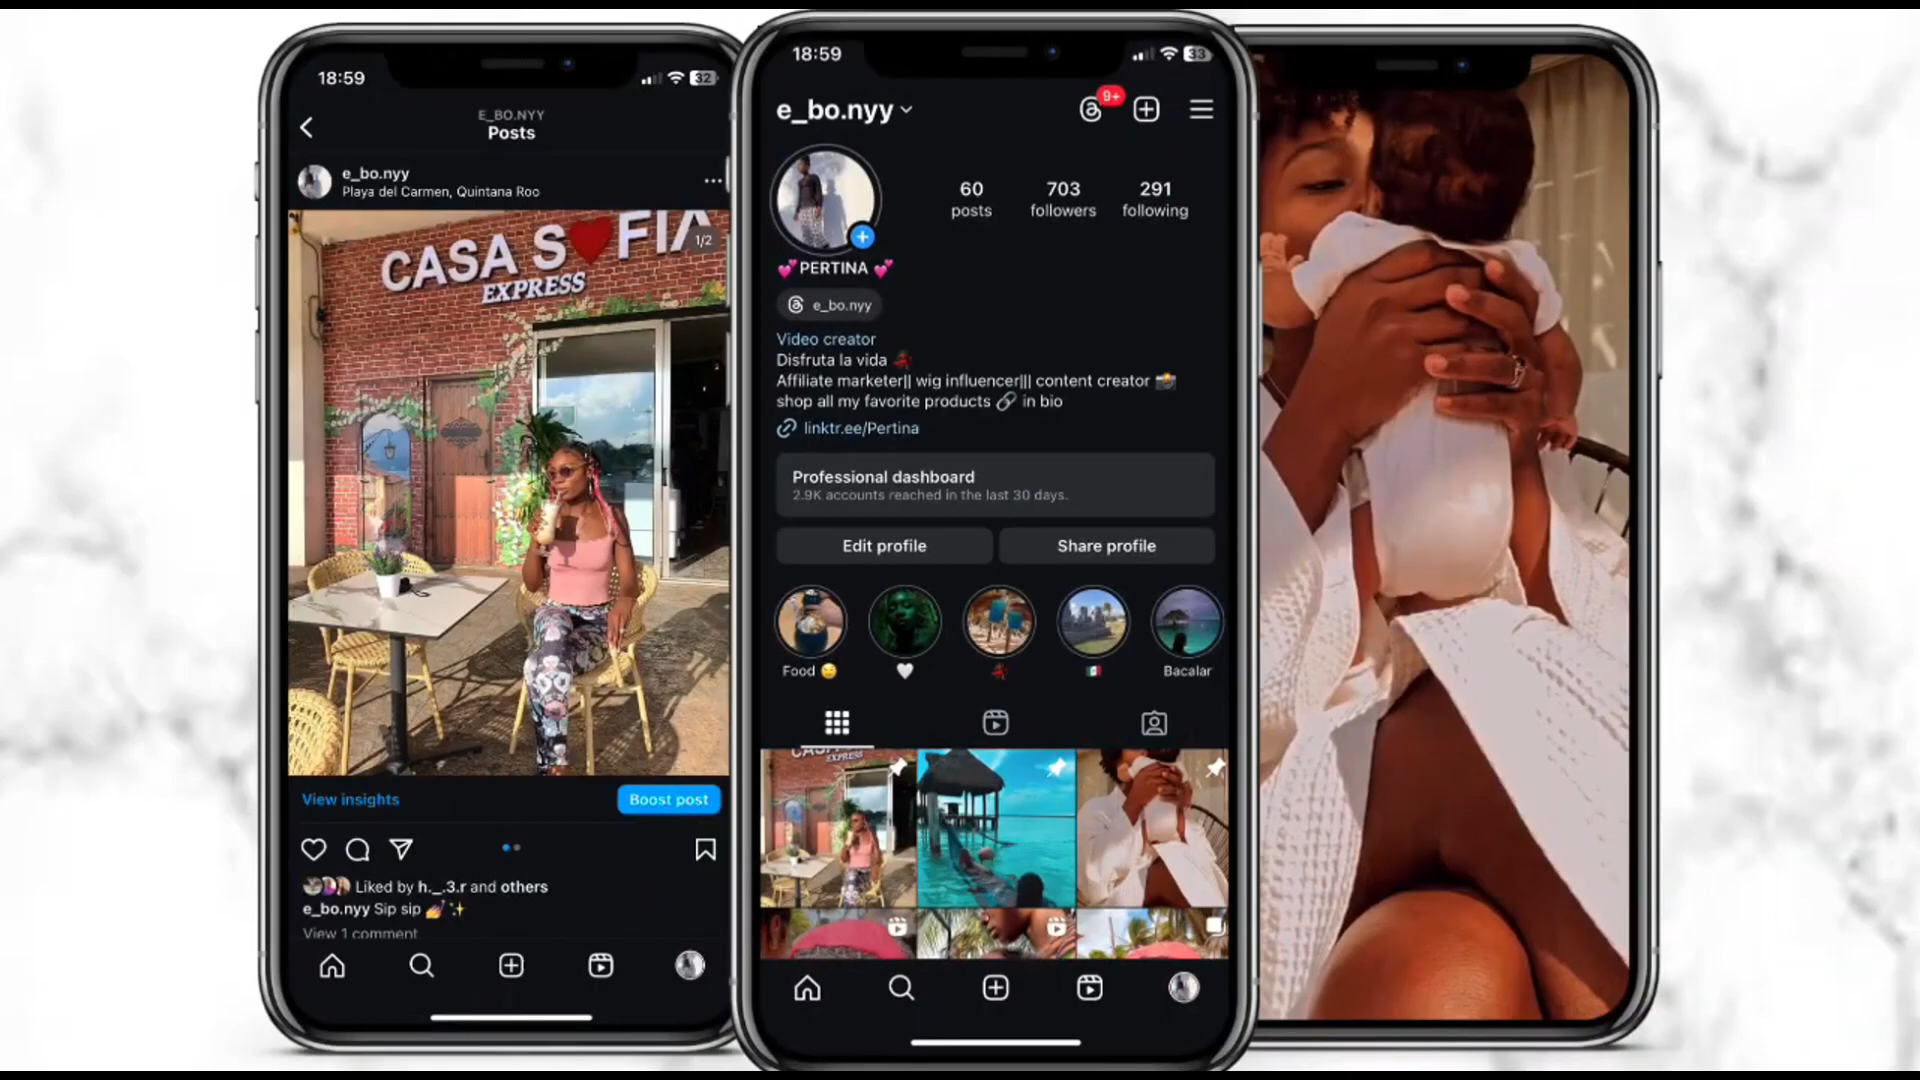 18:59
32
E_BO.NYY
Posts
e_bo.nyy
Playa del Carmen, Quintana Roo
CASA S❤FIA
EXPRESS
1/2
View insights
Boost post
Liked by h._.3.r and others
e_bo.nyy Sip sip 💅✨
View 1 comment
18:59
33
e_bo.nyy
9+
60 703 291
posts followers following
💕 PERTINA 💕
e_bo.nyy
Video creator
Disfruta la vida 💃
Affiliate marketer|| wig influencer||| content creator 📸
shop all my favorite products 🔗 in bio
linktr.ee/Pertina
Professional dashboard
2.9K accounts reached in the last 30 days.
Edit profile
Share profile
Food 😋
🤍
💃
🇲🇽
Bacalar
EXPRESS